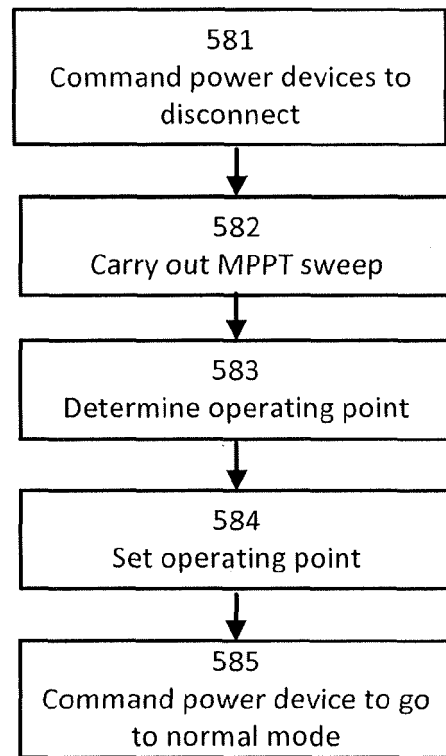 581
Command power devices to
disconnect
582
Carry out MPPT sweep
583
Determine operating point
584
Set operating point
585
Command power device to go
to normal mode